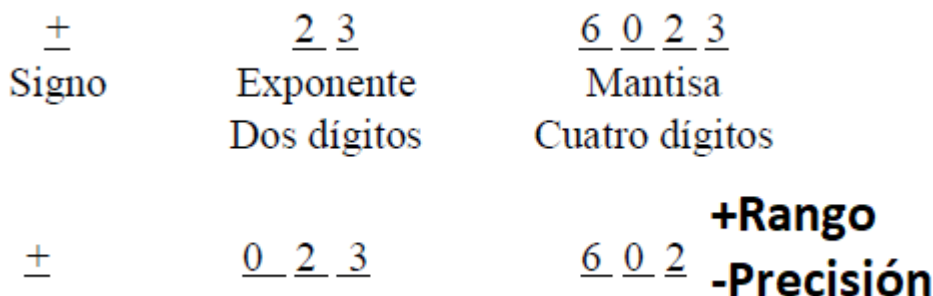 + 2 3 6 0 2 3
Signo Exponente Mantisa
Dos dígitos Cuatro dígitos
+Rango
+ 0 2 3 6 0 2
-Precisión